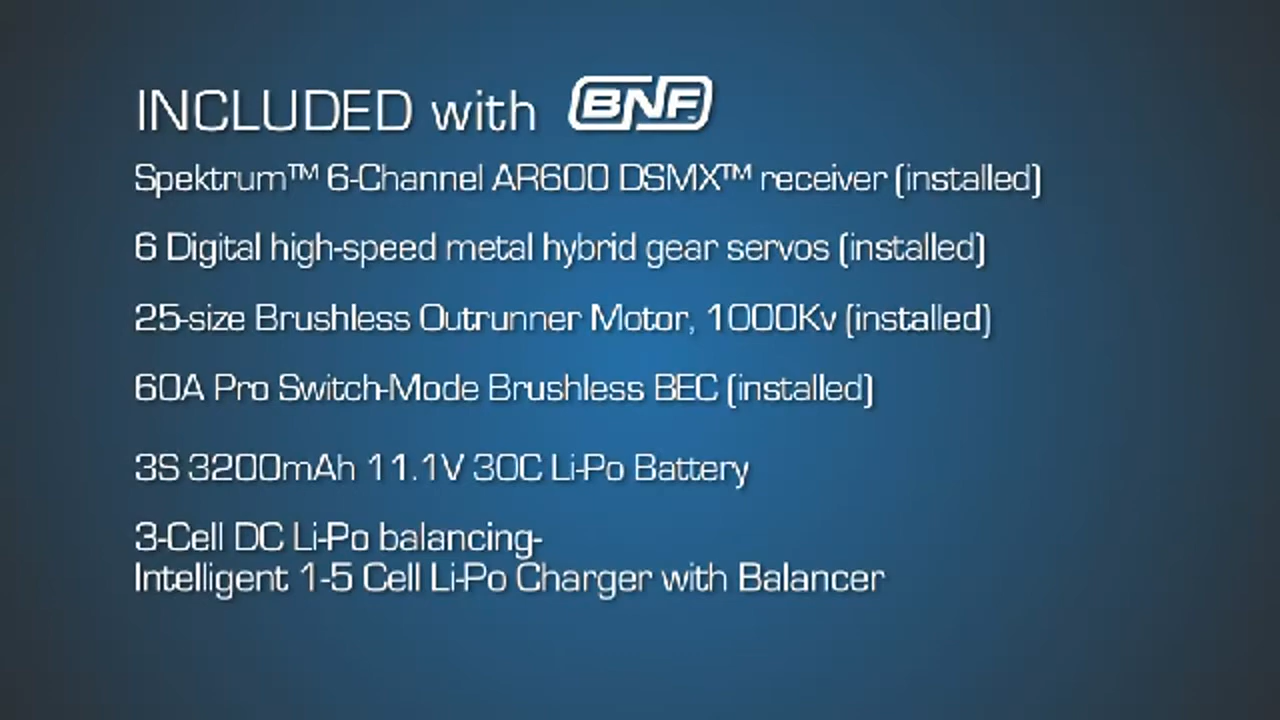 INCLUDED with BNF™
Spektrum™ 6-Channel AR600 DSMX™ receiver (installed)
6 Digital high-speed metal hybrid gear servos (installed)
25-size Brushless Outrunner Motor, 1000Kv (installed)
60A Pro Switch-Mode Brushless BEC (installed)
3S 3200mAh 11.1V 30C Li-Po Battery
3-Cell DC Li-Po balancing-
Intelligent 1-5 Cell Li-Po Charger with Balancer